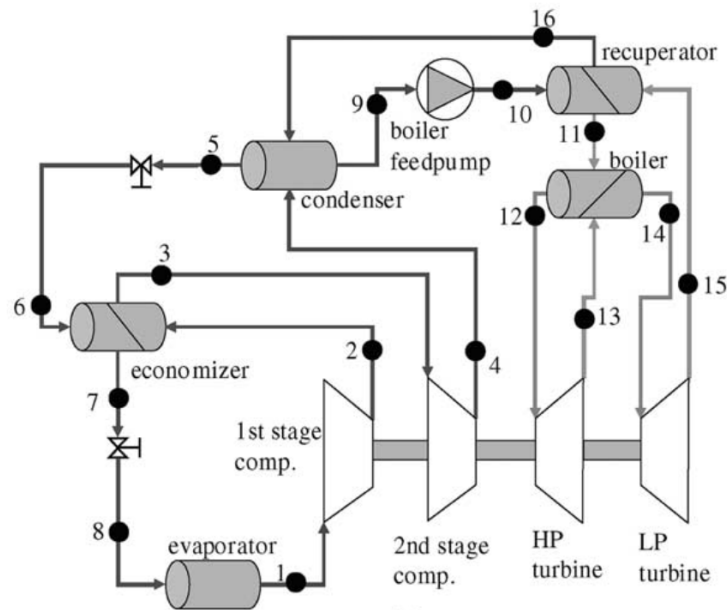 16
recuperator
9
boiler
feedpump
10
11
5
condenser
boiler
12
14
3
6
15
13
economizer
2
4
7
1st stage
comp.
8
evaporator
1
2nd stage
comp.
HP
turbine
LP
turbine